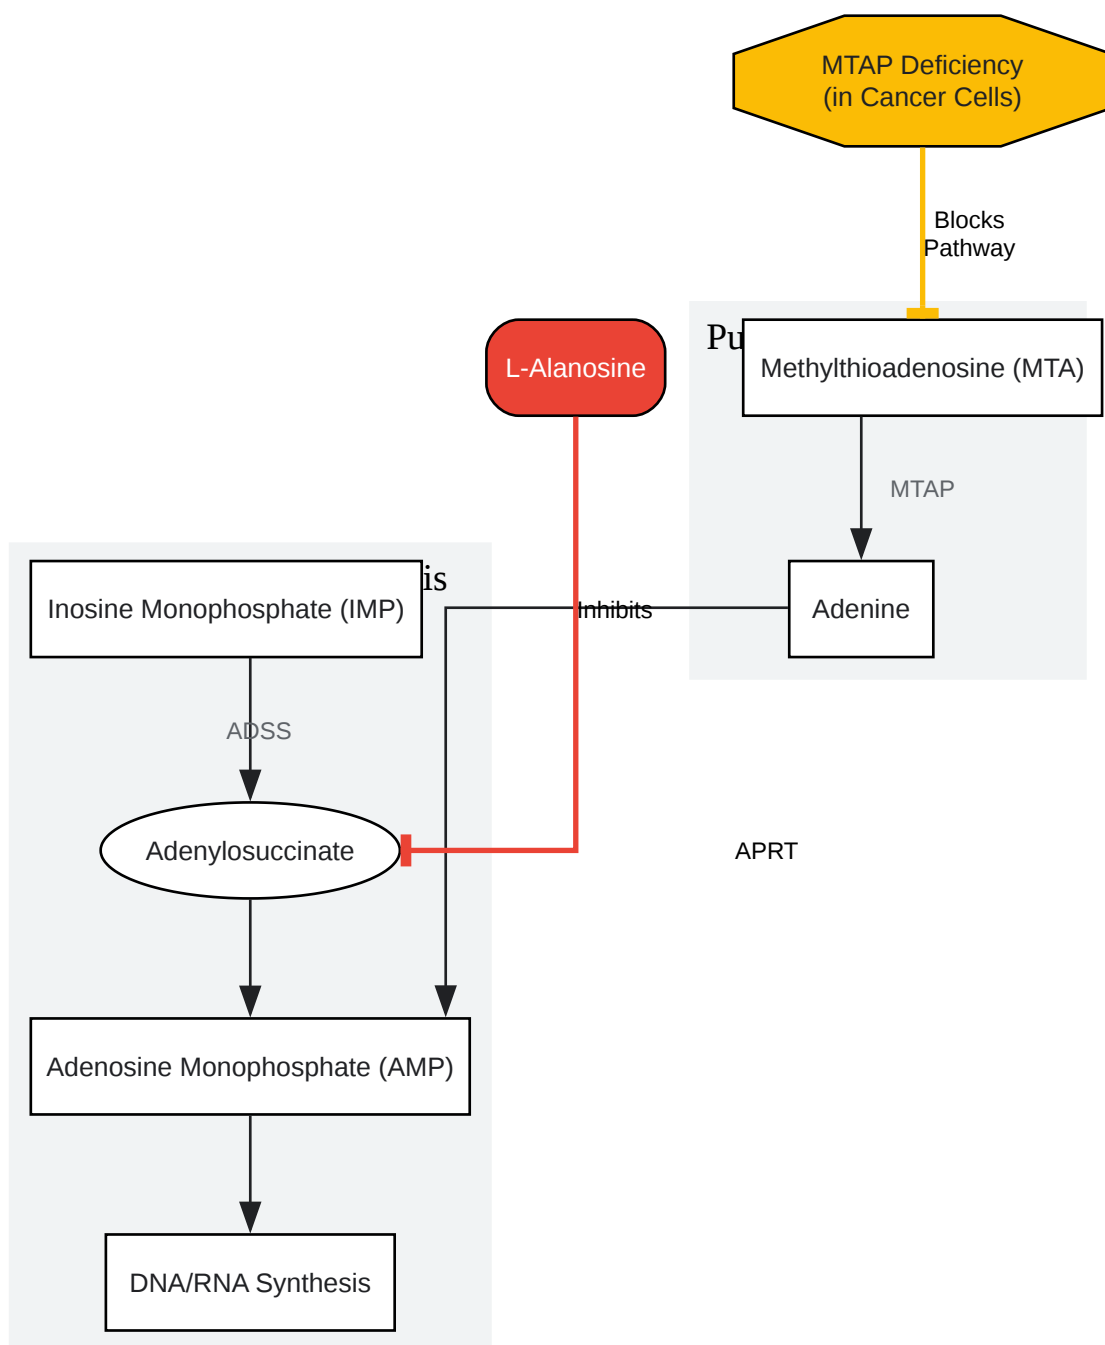 MTAP Deficiency
(in Cancer Cells)
Blocks
Pathway
Pu
L-Alanosine
Methylthioadenosine (MTA)
MTAP
is
Inosine Monophosphate (IMP)
Inhibits
Adenine
ADSS
Adenylosuccinate
APRT
Adenosine Monophosphate (AMP)
DNA/RNA Synthesis